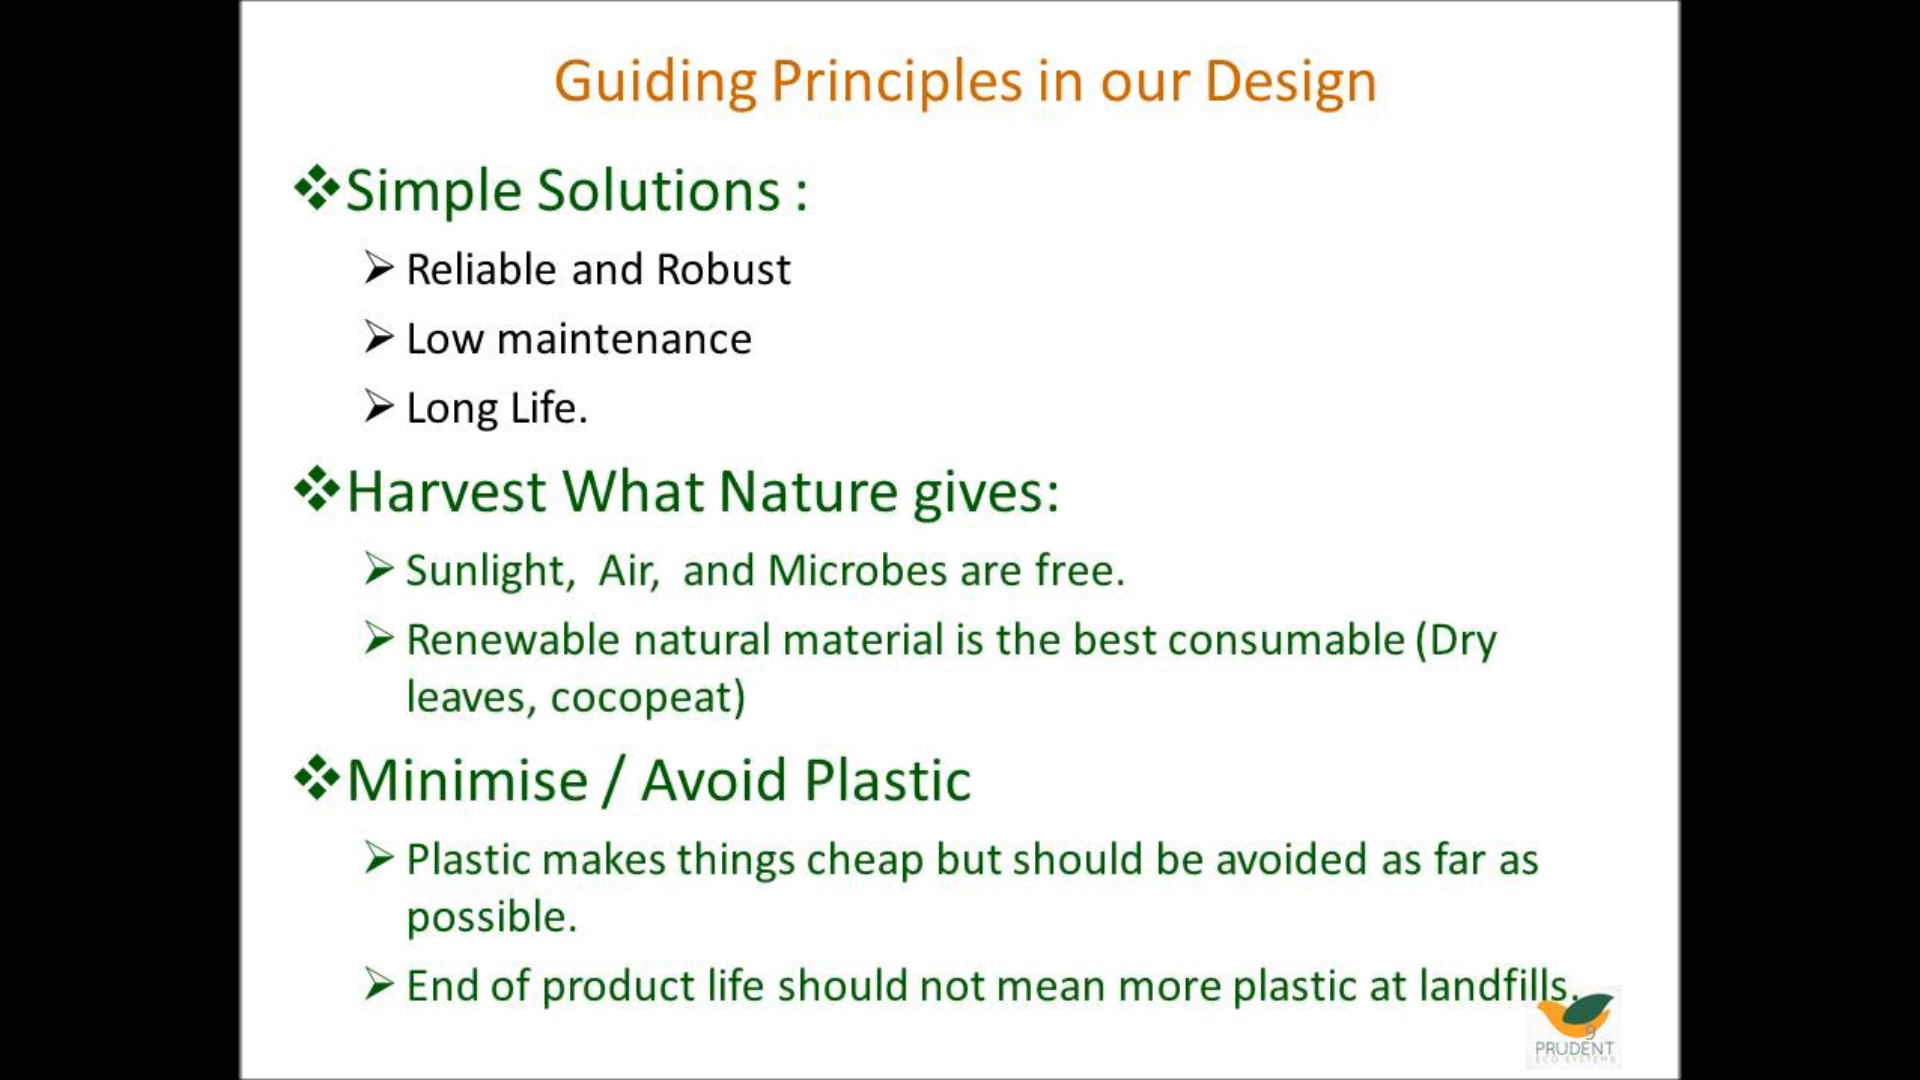 Guiding Principles in our Design
❖Simple Solutions :
➢Reliable and Robust
➢Low maintenance
➢Long Life.
❖Harvest What Nature gives:
➢Sunlight, Air, and Microbes are free.
➢Renewable natural material is the best consumable (Dry
leaves, cocopeat)
❖Minimise / Avoid Plastic
➢Plastic makes things cheap but should be avoided as far as
possible.
➢End of product life should not mean more plastic at landfills.
9
PRUDENT
ECO SYSTEMS